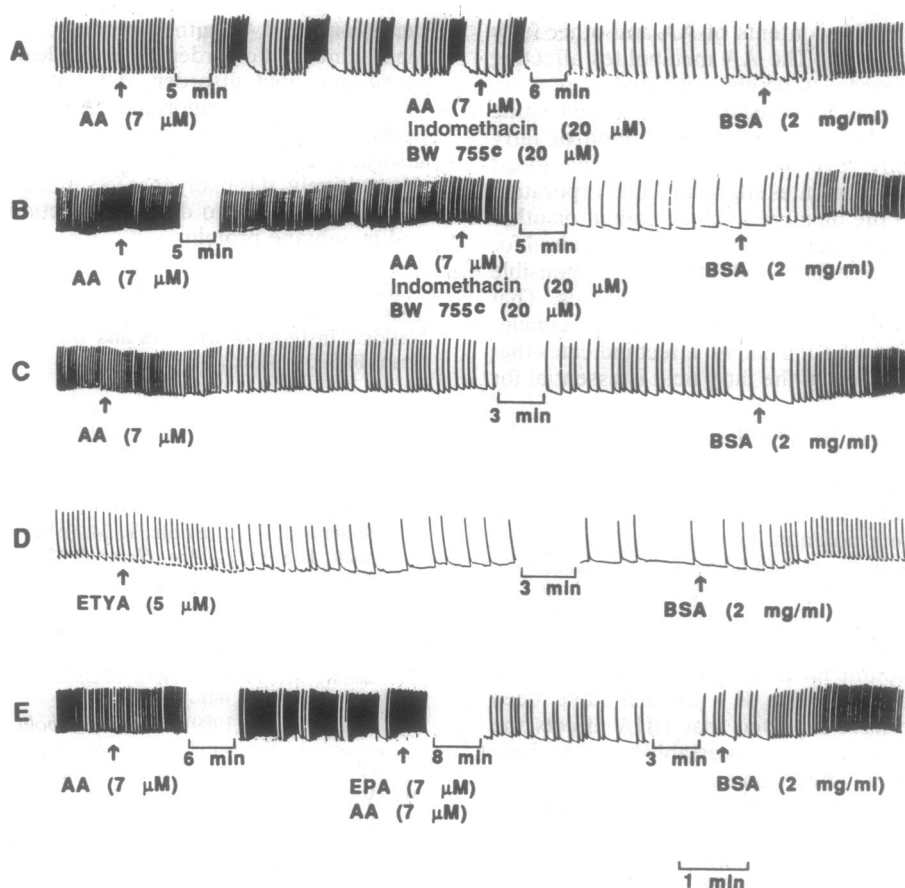 A
5 min
6 min
AA (7 μM)
AA (7 μM)
Indomethacin (20 μM)
BW 755c (20 μM)
BSA (2 mg/ml)
B
5 min
5 min
AA (7 μM)
AA (7 μM)
Indomethacin (20 μM)
BW 755c (20 μM)
BSA (2 mg/ml)
C
3 min
AA (7 μM)
BSA (2 mg/ml)
D
3 min
ETYA (5 μM)
BSA (2 mg/ml)
E
6 min
8 min
3 min
AA (7 μM)
EPA (7 μM)
AA (7 μM)
BSA (2 mg/ml)
1 min